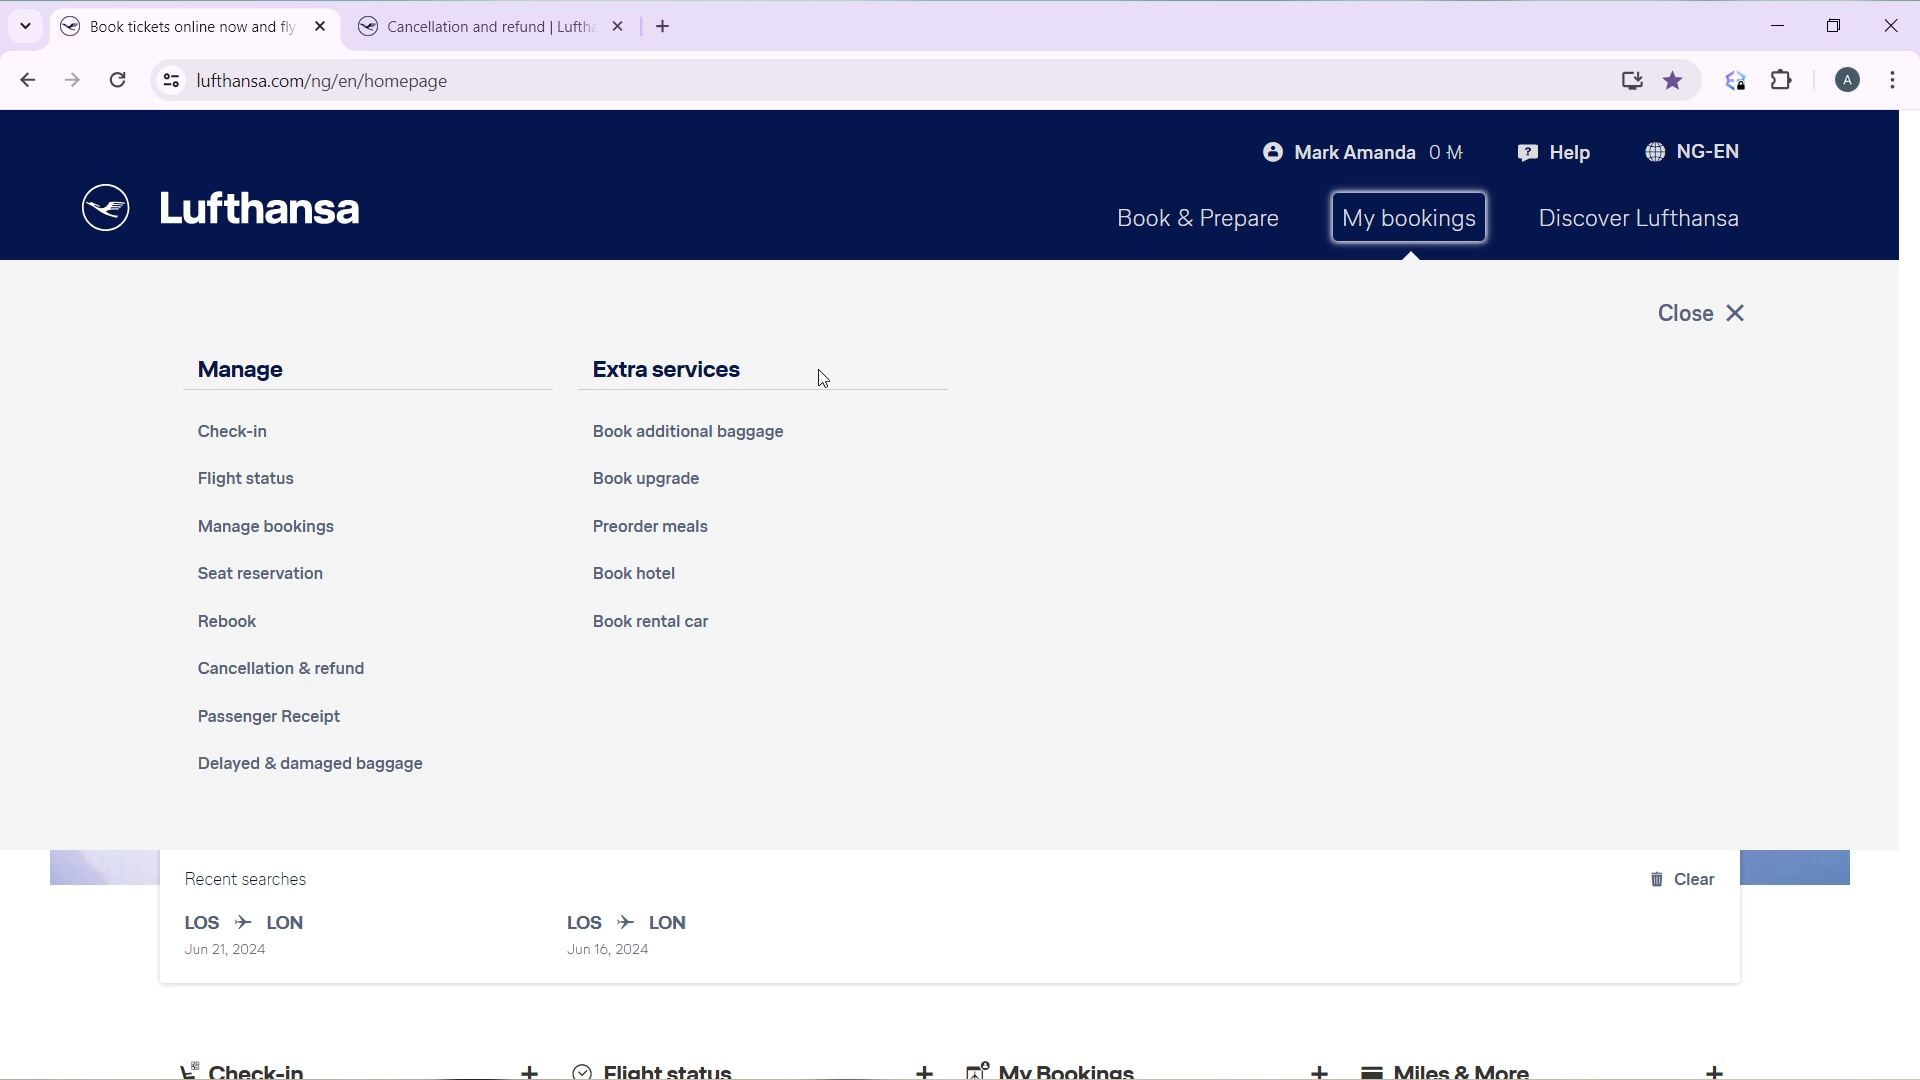 Book tickets online now and fly
Cancellation and refund | Luftha
lufthansa.com/ng/en/homepage
A
Mark Amanda 0 M
Help
NG-EN
Lufthansa
Book & Prepare
My bookings
Discover Lufthansa
Close
Manage
Check-in
Flight status
Manage bookings
Seat reservation
Rebook
Cancellation & refund
Passenger Receipt
Delayed & damaged baggage
Extra services
Book additional baggage
Book upgrade
Preorder meals
Book hotel
Book rental car
Recent searches
Clear
LOS LON
Jun 21, 2024
LOS LON
Jun 16, 2024
Check-in
Flight status
My Bookings
Miles & More